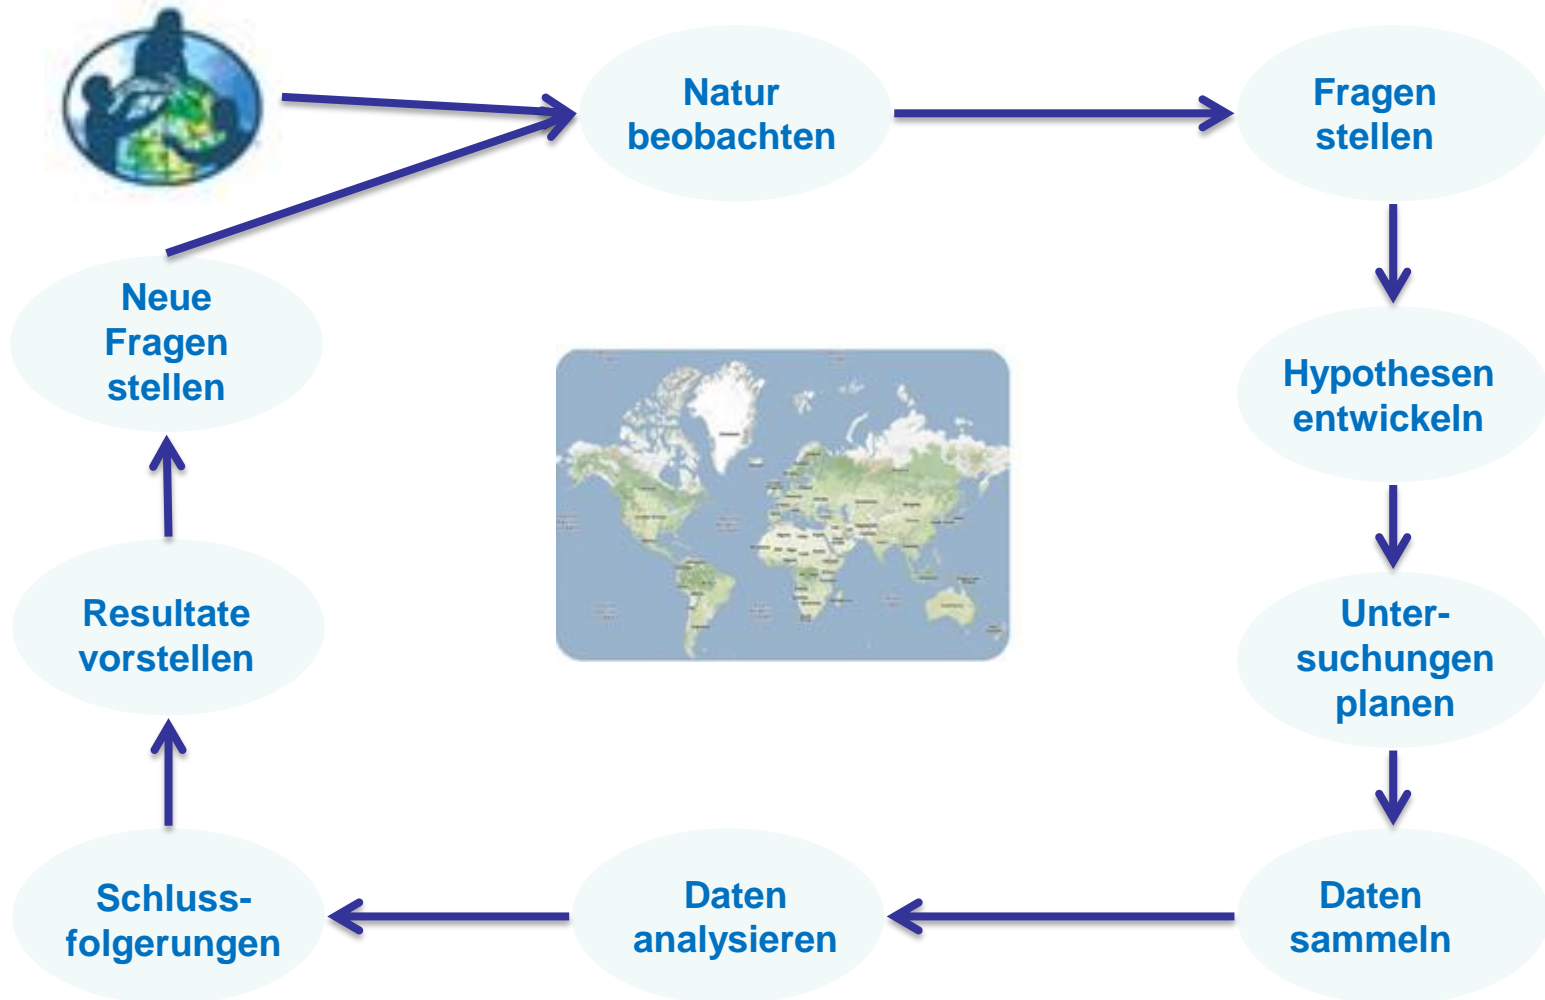 Natur
beobachten
Fragen
stellen
Hypothesen
entwickeln
Unter-
suchungen
planen
Daten
sammeln
Daten
analysieren
Schluss-
folgerungen
Resultate
vorstellen
Neue
Fragen
stellen